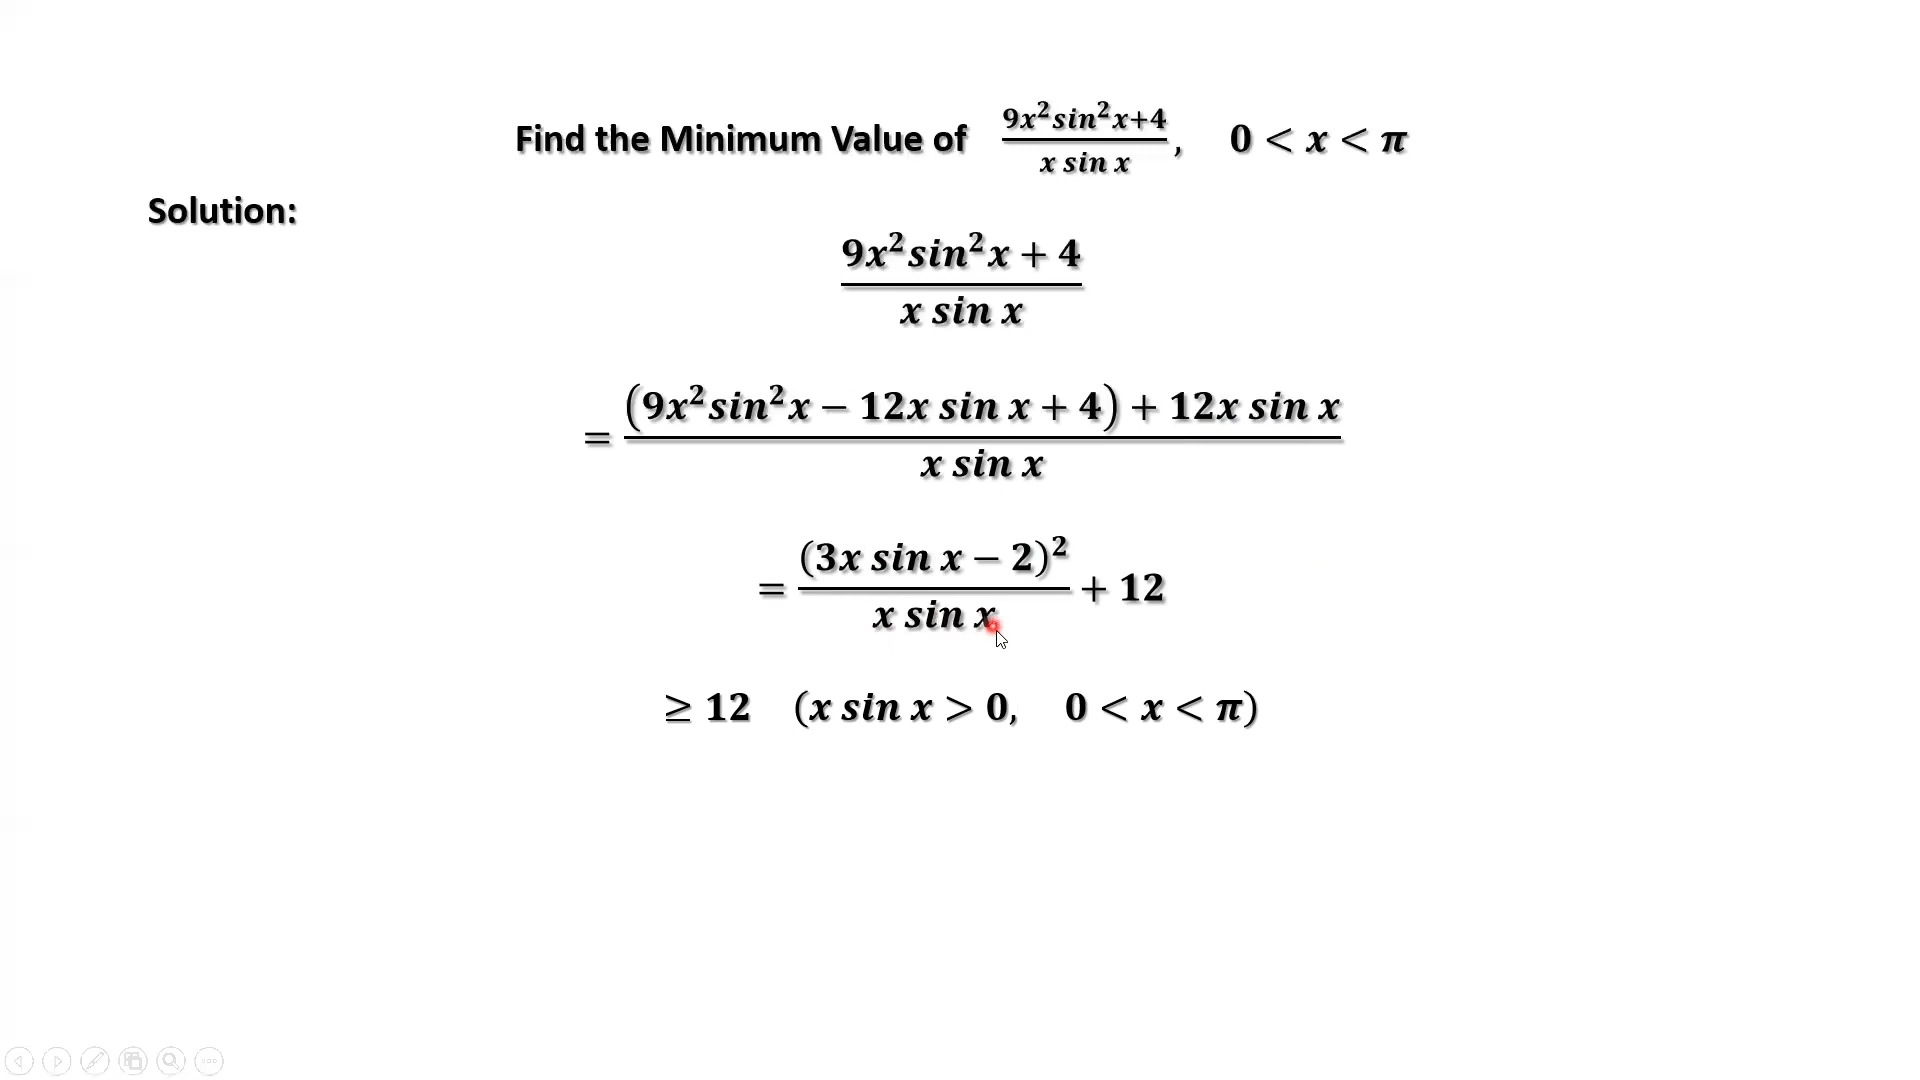 Find the Minimum Value of (9x²sin²x+4)/(x sin x), 0 < x < π
Solution:
(9x²sin²x + 4)/(x sin x)
= ((9x²sin²x − 12x sin x + 4) + 12x sin x)/(x sin x)
= (3x sin x − 2)²/(x sin x) + 12
≥ 12 (x sin x > 0, 0 < x < π)